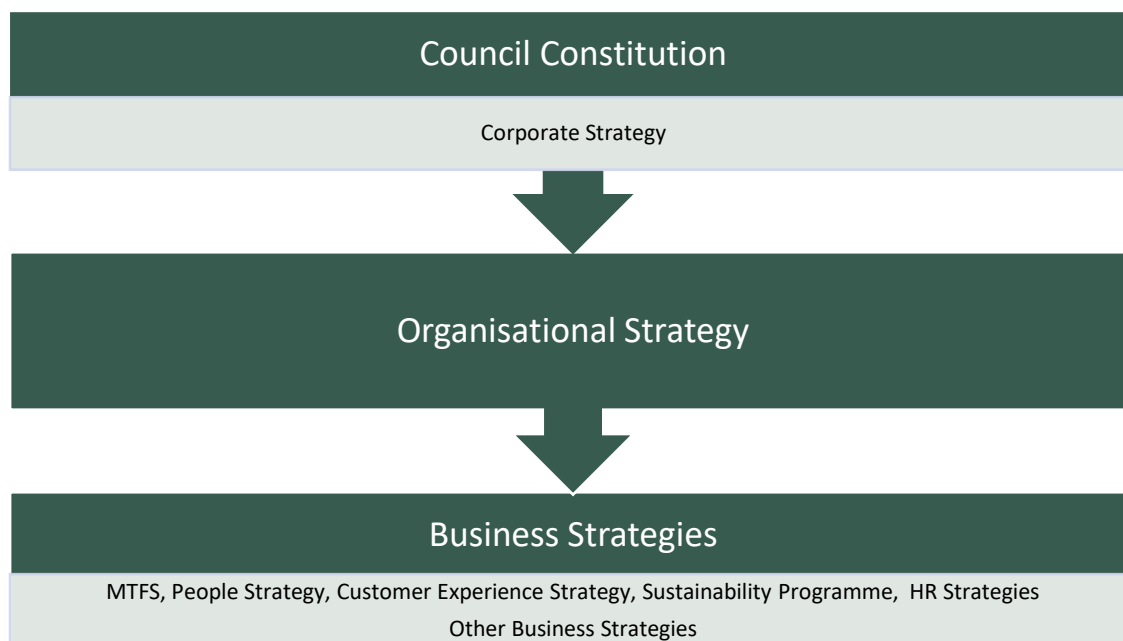 Council Constitution
Corporate Strategy
Organisational Strategy
Business Strategies
MTFS, People Strategy, Customer Experience Strategy, Sustainability Programme,  HR Strategies
Other Business Strategies